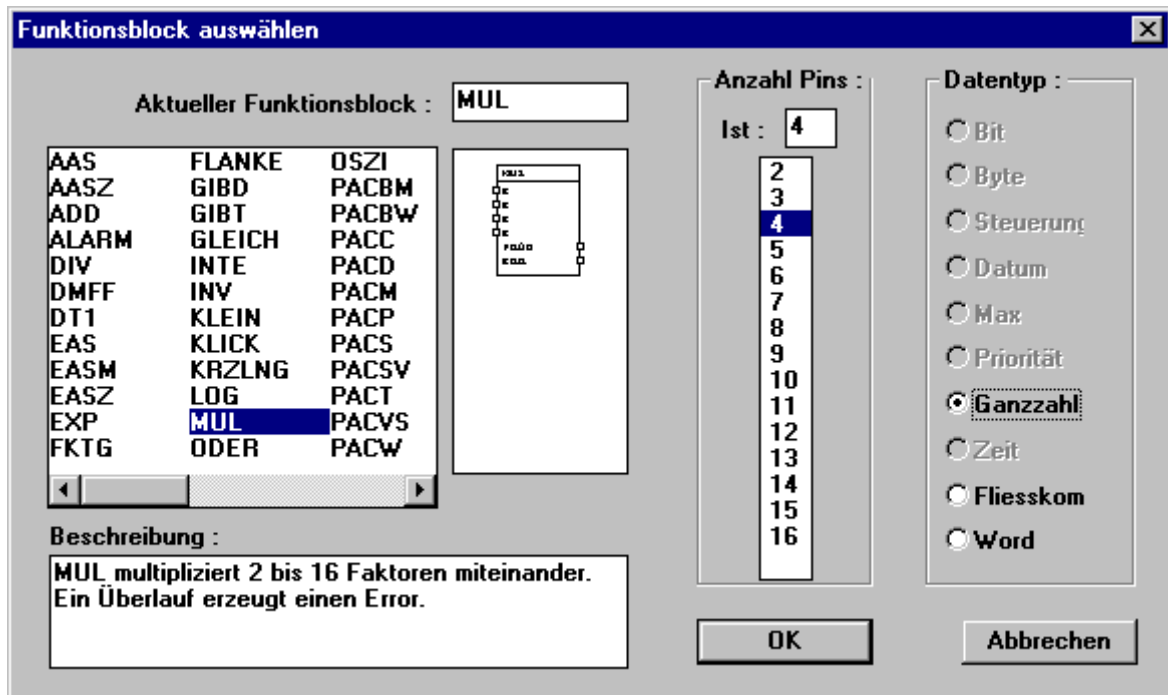 Funktionsblock auswählen
Aktueller Funktionsblock :
MUL
AAS FLANKE OSZI
AASZ GIBD PACBM
ADD GIBT PACBW
ALARM GLEICH PACC
DIV INTE PACD
DMFF INV PACM
DT1 KLEIN PACP
EAS KLICK PACS
EASM KRZLNG PACSV
EASZ LOG PACT
EXP MUL PACVS
FKTG ODER PACW
Beschreibung :
MUL multipliziert 2 bis 16 Faktoren miteinander.
Ein Überlauf erzeugt einen Error.
Anzahl Pins :
Ist : 4
2
3
4
5
6
7
8
9
10
11
12
13
14
15
16
Datentyp :
Bit
Byte
Steuerung
Datum
Max
Priorität
Ganzzahl
Zeit
Fliesskom
Word
OK
Abbrechen